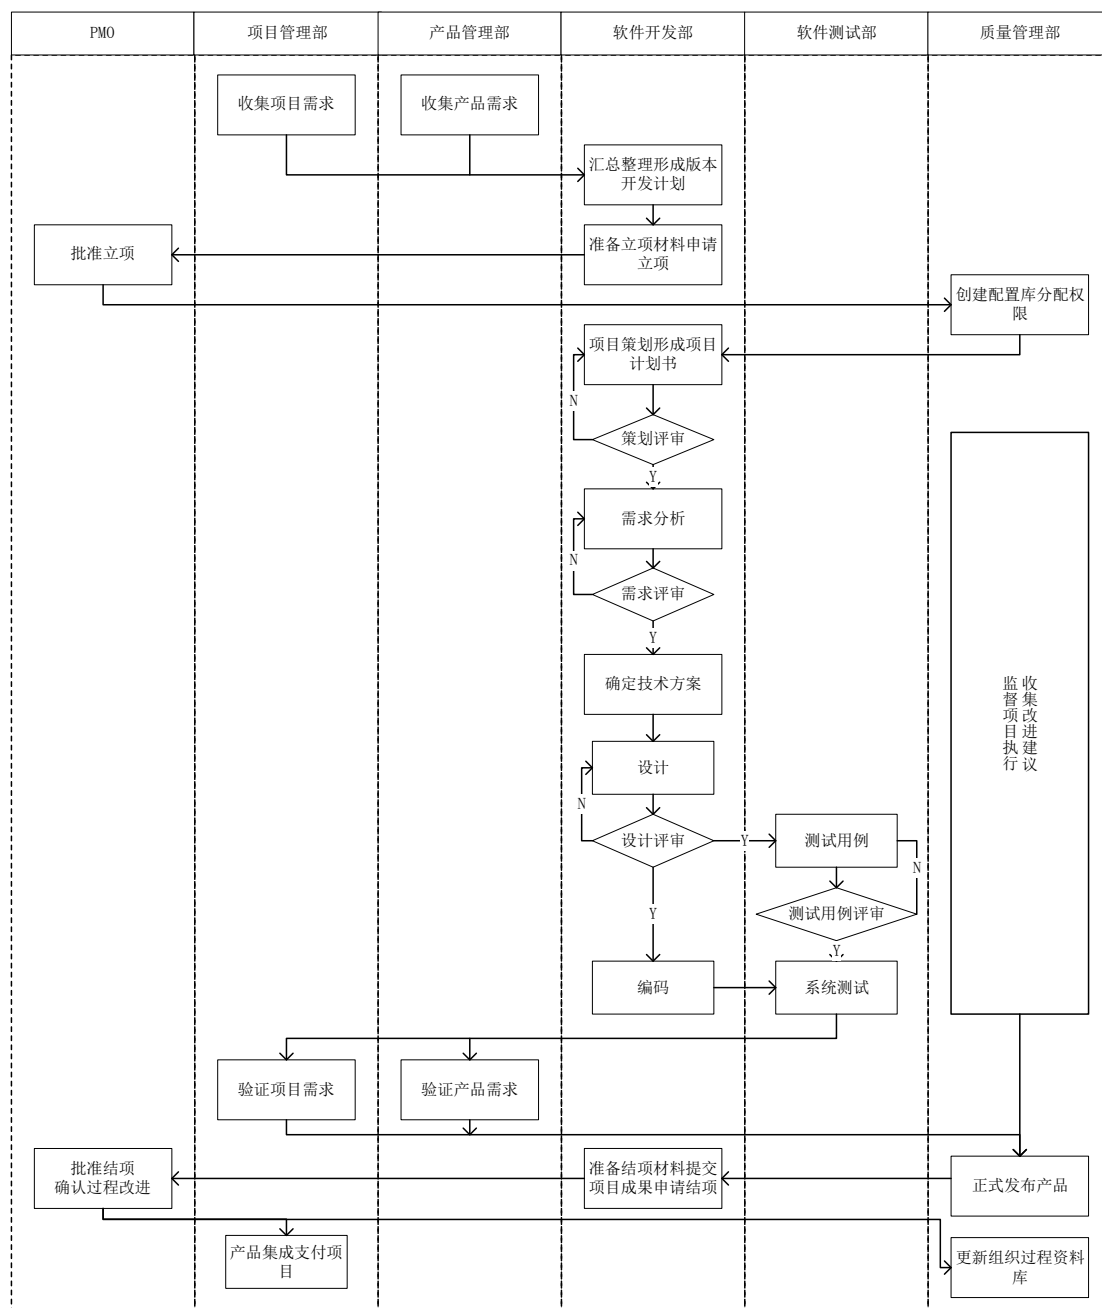 PMO
项目管理部
产品管理部
软件开发部
软件测试部
质量管理部
收集项目需求
收集产品需求
汇总整理形成版本
开发计划
批准立项
准备立项材料申请
立项
创建配置库分配权
限
项目策划形成项目
计划书
N
策划评审
Y
需求分析
N
需求评审
Y
确定技术方案
收集改进建议
监督项目执行
设计
N
设计评审
Y
测试用例
N
Y
测试用例评审
Y
编码
系统测试
验证项目需求
验证产品需求
批准结项
确认过程改进
准备结项材料提交
项目成果申请结项
正式发布产品
产品集成支付项
目
更新组织过程资料
库